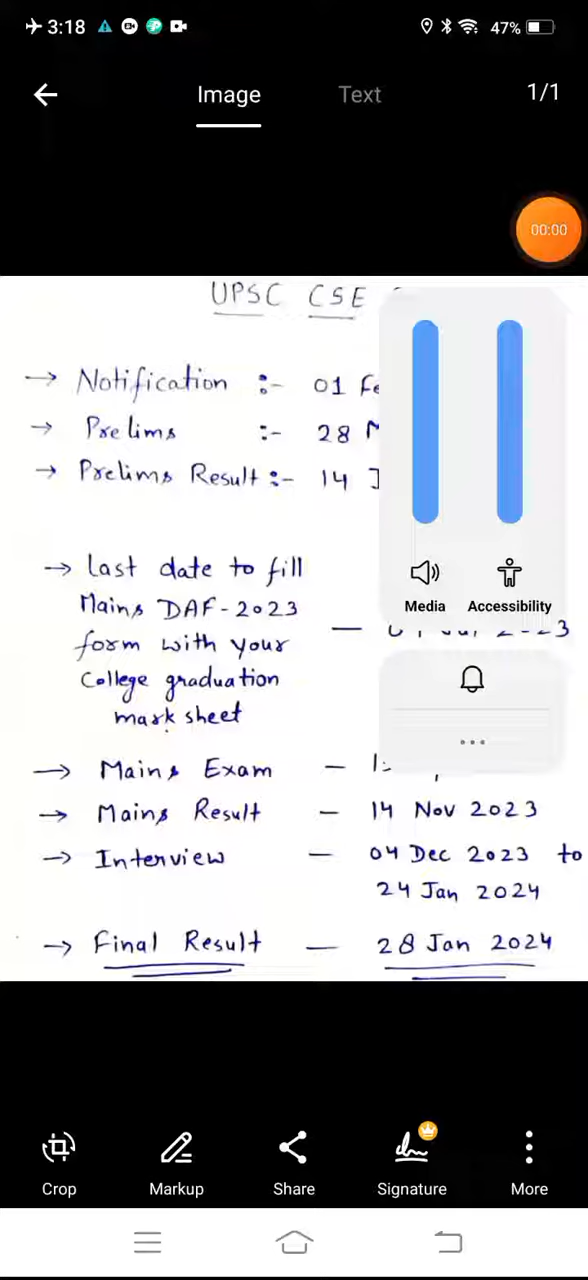 3:18
47%
Image Text 1/1
00:00
UPSC CSE
→ Notification :- 01 Fe
→ Prelims :- 28 M
→ Prelims Result :- 14 J
→ Last date to fill
Mains DAF-2023
form with your
College graduation
mark sheet
Media Accessibility
→ Mains Exam —
→ Mains Result — 14 Nov 2023
→ Interview — 04 Dec 2023 to
24 Jan 2024
→ Final Result — 28 Jan 2024
Crop Markup Share Signature More